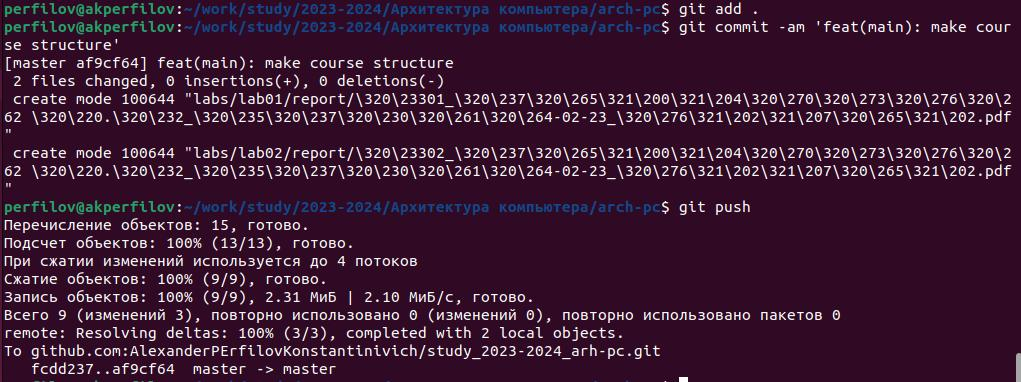 perfilov@akperfilov:~/work/study/2023-2024/Архитектура компьютера/arch-pc$ git add .
perfilov@akperfilov:~/work/study/2023-2024/Архитектура компьютера/arch-pc$ git commit -am 'feat(main): make cour
se structure'
[master af9cf64] feat(main): make course structure
 2 files changed, 0 insertions(+), 0 deletions(-)
 create mode 100644 "labs/lab01/report/\320\23301_\320\237\320\265\321\200\321\204\320\270\320\273\320\276\320\2
62 \320\220.\320\232_\320\235\320\237\320\230\320\261\320\264-02-23_\320\276\321\202\321\207\320\265\321\202.pdf
"
 create mode 100644 "labs/lab02/report/\320\23302_\320\237\320\265\321\200\321\204\320\270\320\273\320\276\320\2
62 \320\220.\320\232_\320\235\320\237\320\230\320\261\320\264-02-23_\320\276\321\202\321\207\320\265\321\202.pdf
"
perfilov@akperfilov:~/work/study/2023-2024/Архитектура компьютера/arch-pc$ git push
Перечисление объектов: 15, готово.
Подсчет объектов: 100% (13/13), готово.
При сжатии изменений используется до 4 потоков
Сжатие объектов: 100% (9/9), готово.
Запись объектов: 100% (9/9), 2.31 МиБ | 2.10 МиБ/с, готово.
Всего 9 (изменений 3), повторно использовано 0 (изменений 0), повторно использовано пакетов 0
remote: Resolving deltas: 100% (3/3), completed with 2 local objects.
To github.com:AlexanderPErfilovKonstantinivich/study_2023-2024_arh-pc.git
   fcdd237..af9cf64  master -> master